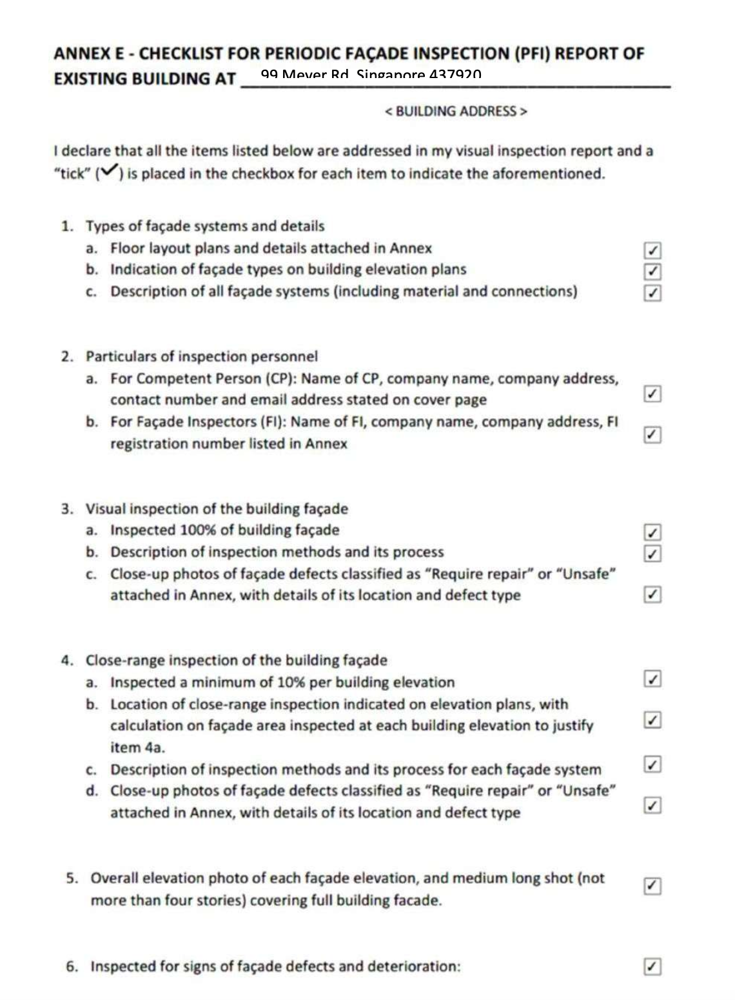 ANNEX E - CHECKLIST FOR PERIODIC FAÇADE INSPECTION (PFI) REPORT OF
EXISTING BUILDING AT 99 Meyer Rd, Singapore 437920
< BUILDING ADDRESS >
I declare that all the items listed below are addressed in my visual inspection report and a
“tick” (✓) is placed in the checkbox for each item to indicate the aforementioned.
1. Types of façade systems and details
a. Floor layout plans and details attached in Annex ✓
b. Indication of façade types on building elevation plans ✓
c. Description of all façade systems (including material and connections) ✓
2. Particulars of inspection personnel
a. For Competent Person (CP): Name of CP, company name, company address,
contact number and email address stated on cover page ✓
b. For Façade Inspectors (FI): Name of FI, company name, company address, FI
registration number listed in Annex ✓
3. Visual inspection of the building façade
a. Inspected 100% of building façade ✓
b. Description of inspection methods and its process ✓
c. Close-up photos of façade defects classified as “Require repair” or “Unsafe”
attached in Annex, with details of its location and defect type ✓
4. Close-range inspection of the building façade
a. Inspected a minimum of 10% per building elevation ✓
b. Location of close-range inspection indicated on elevation plans, with
calculation on façade area inspected at each building elevation to justify ✓
item 4a.
c. Description of inspection methods and its process for each façade system ✓
d. Close-up photos of façade defects classified as “Require repair” or “Unsafe”
attached in Annex, with details of its location and defect type ✓
5. Overall elevation photo of each façade elevation, and medium long shot (not
more than four stories) covering full building facade. ✓
6. Inspected for signs of façade defects and deterioration: ✓